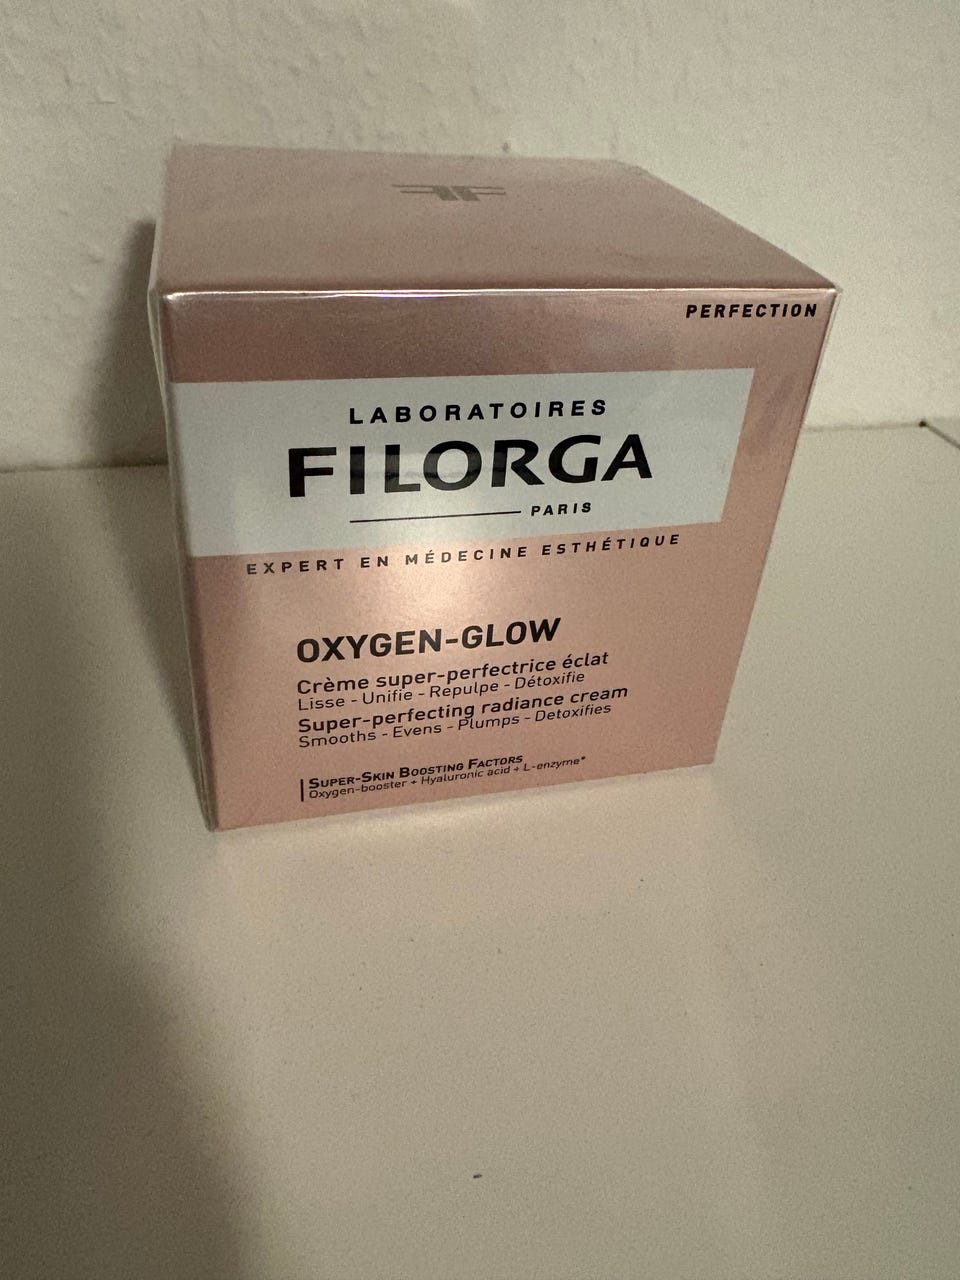 PERFECTION
LABORATOIRES
FILORGA
PARIS
EXPERT EN MÉDECINE ESTHÉTIQUE
OXYGEN-GLOW
Crème super-perfectrice éclat
Lisse - Unifie - Repulpe - Détoxifie
Super-perfecting radiance cream
Smooths - Evens - Plumps - Detoxifies
SUPER-SKIN BOOSTING FACTORS
Oxygen-booster + Hyaluronic acid + L-enzyme*